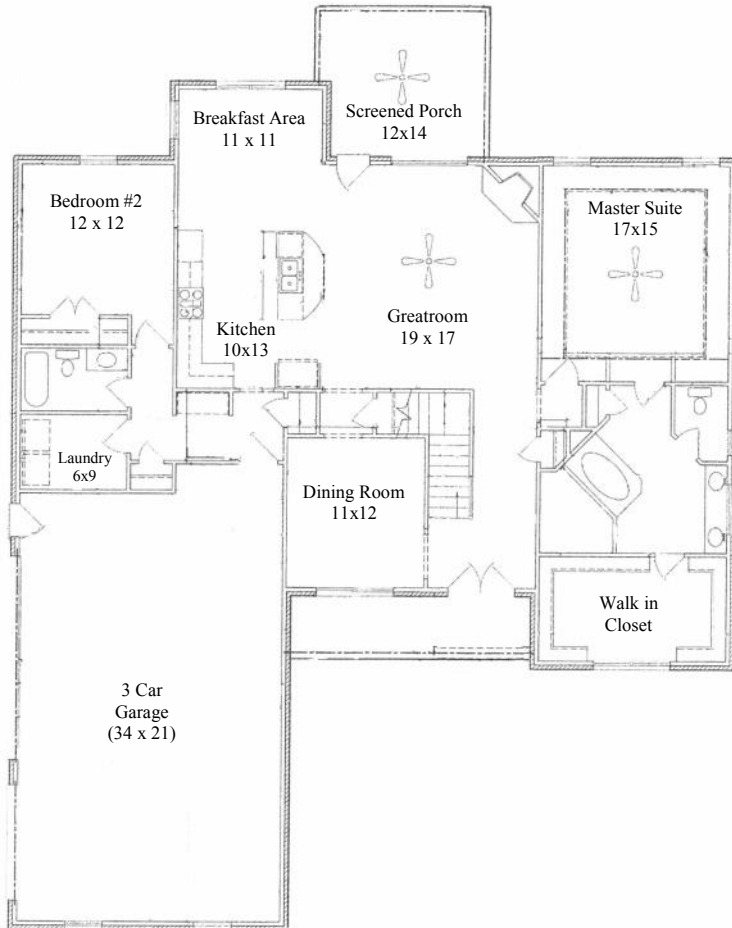 Breakfast Area
11 x 11
Screened Porch
12x14
Bedroom #2
12 x 12
Master Suite
17x15
Greatroom
19 x 17
Kitchen
10x13
Laundry
6x9
Dining Room
11x12
Walk in
Closet
3 Car
Garage
(34 x 21)